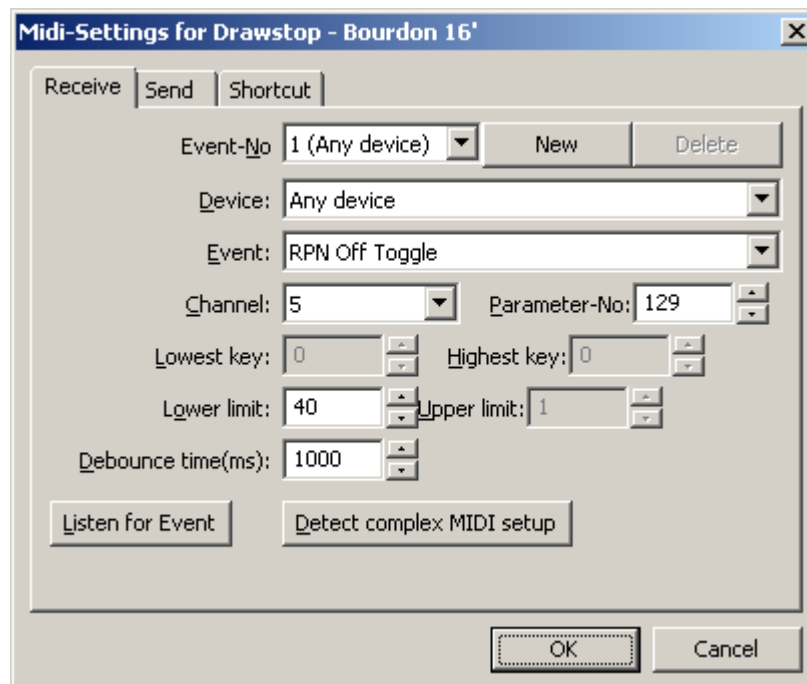 Midi-Settings for Drawstop - Bourdon 16'
Receive Send Shortcut
Event-No 1 (Any device) New Delete
Device: Any device
Event: RPN Off Toggle
Channel: 5 Parameter-No: 129
Lowest key: 0 Highest key: 0
Lower limit: 40 Upper limit: 1
Debounce time(ms): 1000
Listen for Event Detect complex MIDI setup
OK Cancel